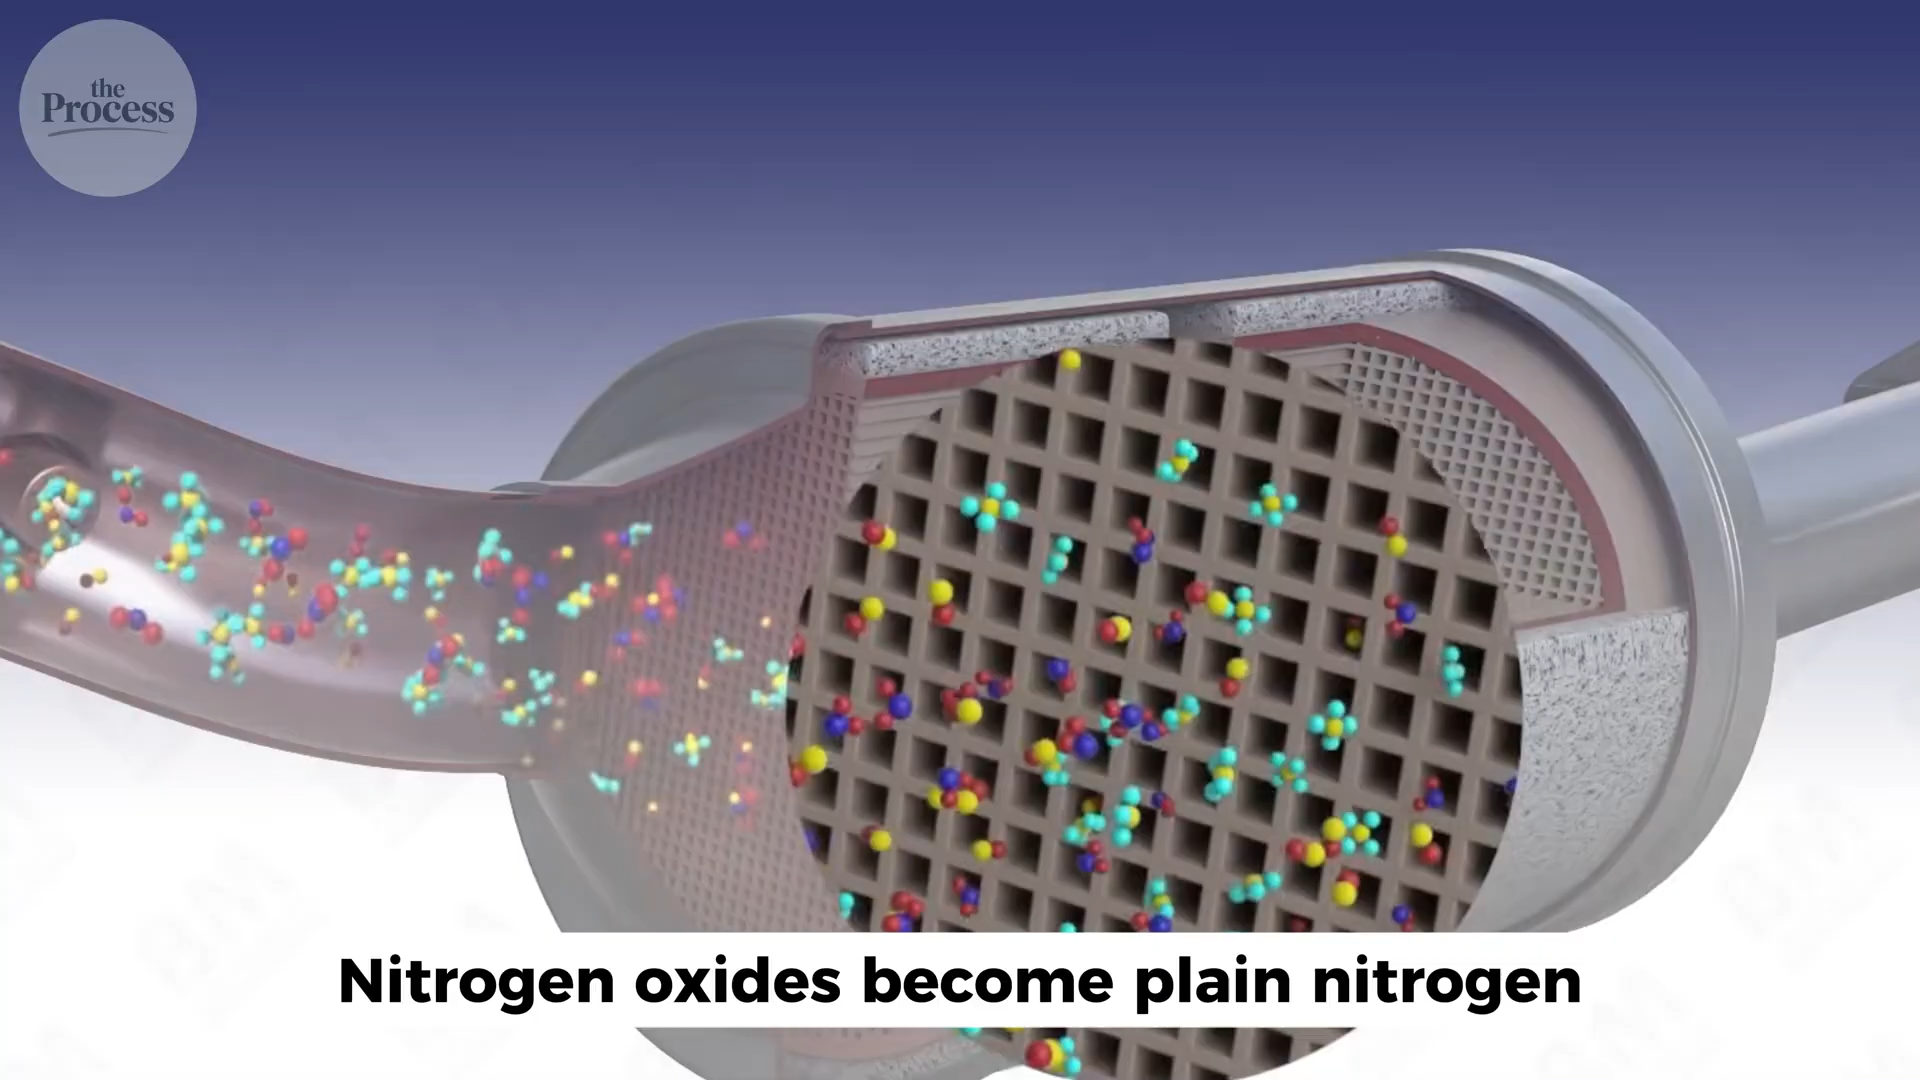 the
Process
Nitrogen oxides become plain nitrogen